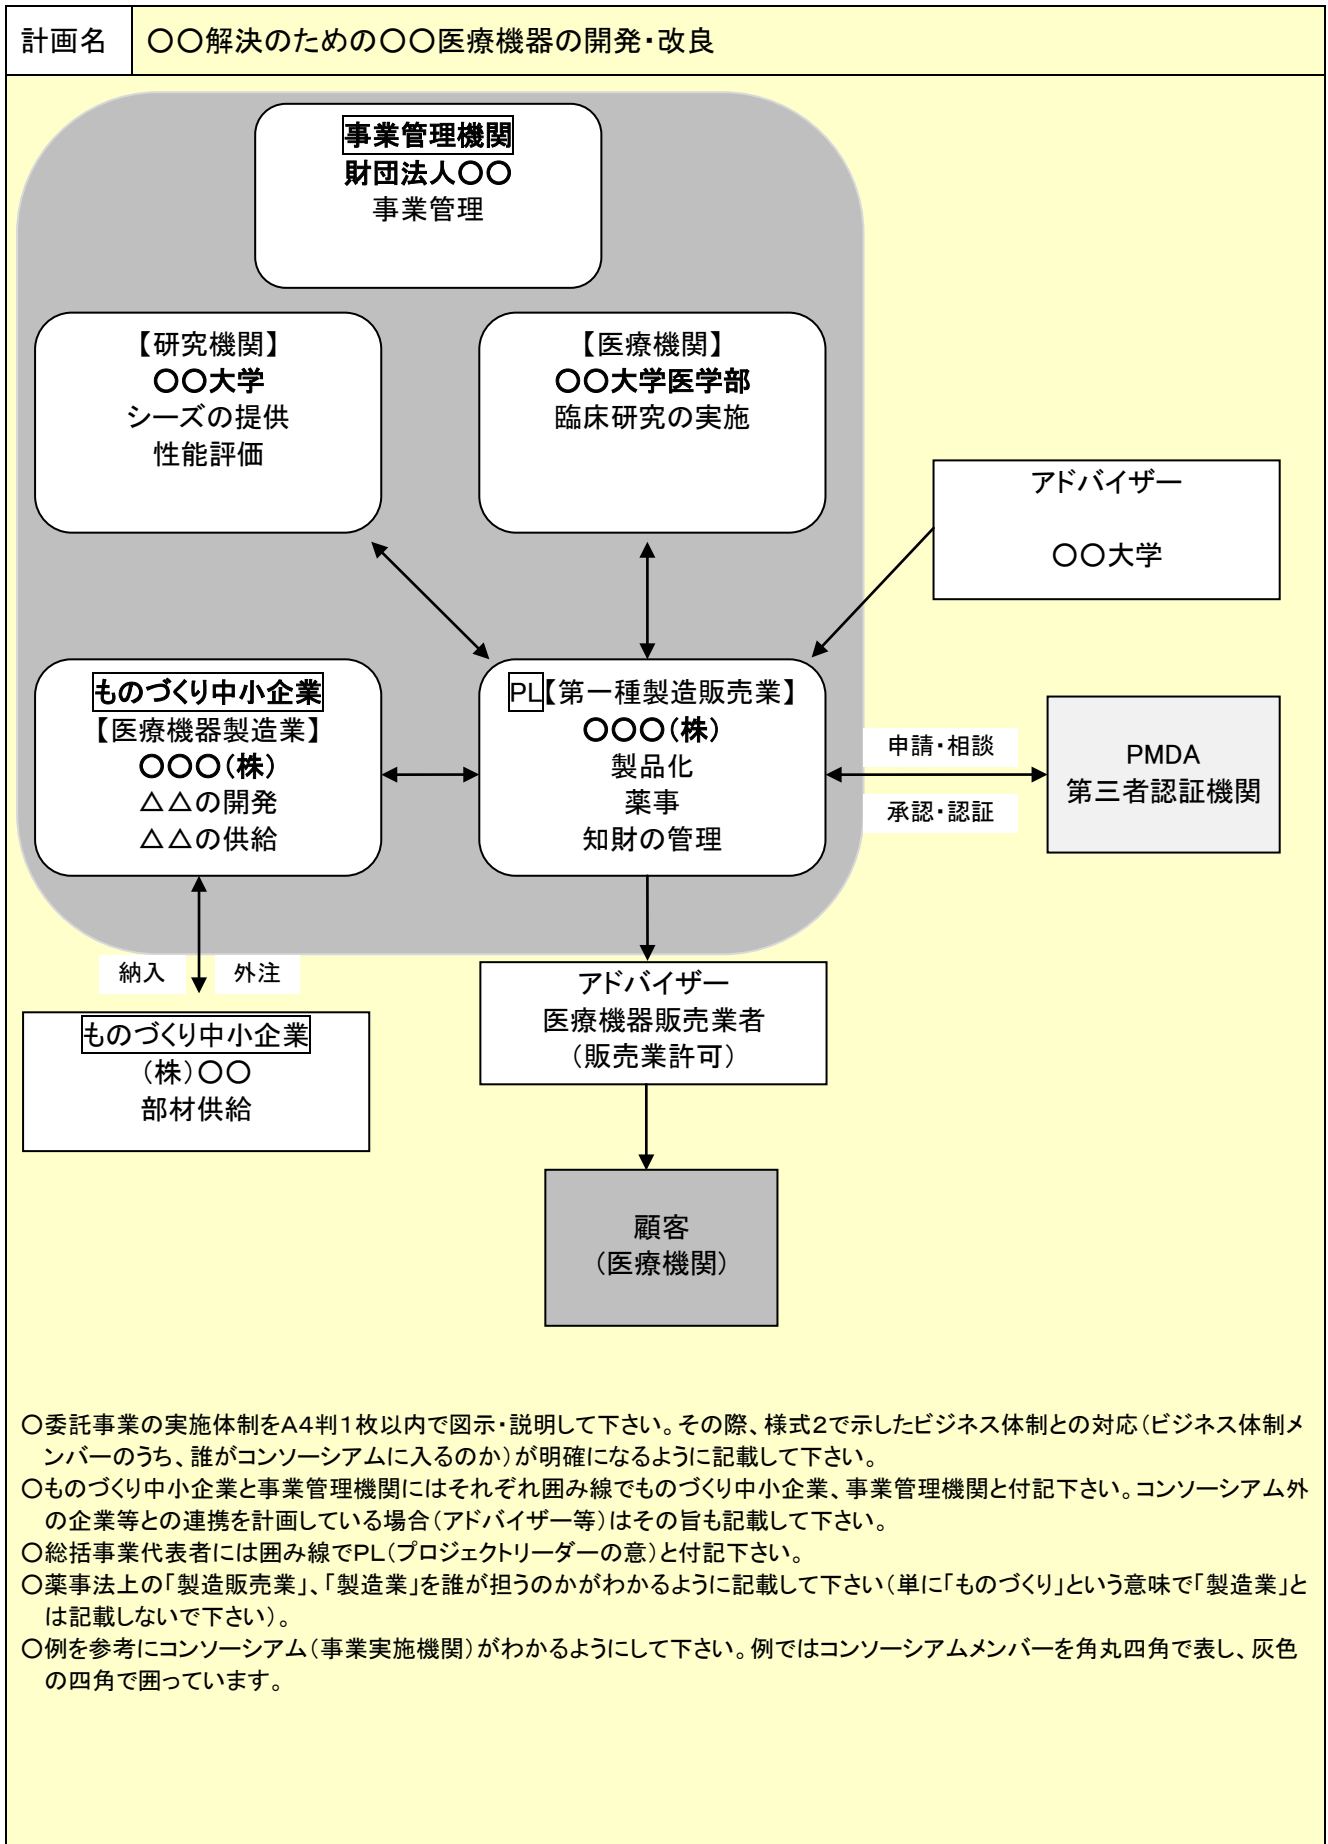 計画名
〇〇解決のための〇〇医療機器の開発・改良
事業管理機関
財団法人〇〇
事業管理
【研究機関】
〇〇大学
シーズの提供
性能評価
【医療機関】
〇〇大学医学部
臨床研究の実施
アドバイザー
〇〇大学
ものづくり中小企業
【医療機器製造業】
〇〇〇(株)
△△の開発
△△の供給
PL【第一種製造販売業】
〇〇〇(株)
製品化
薬事
知財の管理
申請・相談
承認・認証
PMDA
第三者認証機関
納入
外注
ものづくり中小企業
(株)〇〇
部材供給
アドバイザー
医療機器販売業者
(販売業許可)
顧客
(医療機関)
〇委託事業の実施体制をA4判1枚以内で図示・説明して下さい。その際、様式2で示したビジネス体制との対応(ビジネス体制メ
ンバーのうち、誰がコンソーシアムに入るのか)が明確になるように記載して下さい。
〇ものづくり中小企業と事業管理機関にはそれぞれ囲み線でものづくり中小企業、事業管理機関と付記下さい。コンソーシアム外
の企業等との連携を計画している場合(アドバイザー等)はその旨も記載して下さい。
〇総括事業代表者には囲み線でPL(プロジェクトリーダーの意)と付記下さい。
〇薬事法上の「製造販売業」、「製造業」を誰が担うのかがわかるように記載して下さい(単に「ものづくり」という意味で「製造業」と
は記載しないで下さい)。
〇例を参考にコンソーシアム(事業実施機関)がわかるようにして下さい。例ではコンソーシアムメンバーを角丸四角で表し、灰色
の四角で囲っています。